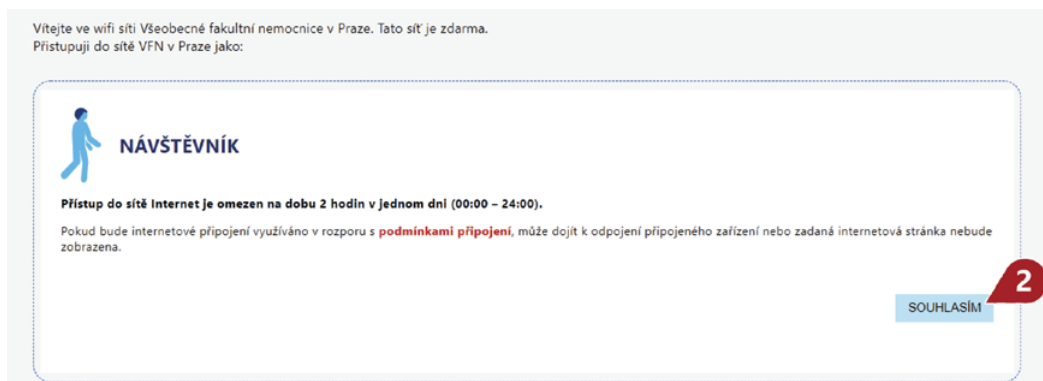 Vítejte ve wifi síti Všeobecné fakultní nemocnice v Praze. Tato síť je zdarma.
Přistupuji do sítě VFN v Praze jako:
NÁVŠTĚVNÍK
Přístup do sítě Internet je omezen na dobu 2 hodin v jednom dni (00:00 – 24:00).
Pokud bude internetové připojení využíváno v rozporu s podmínkami připojení, může dojít k odpojení připojeného zařízení nebo zadaná internetová stránka nebude
zobrazena.
2
SOUHLASÍM